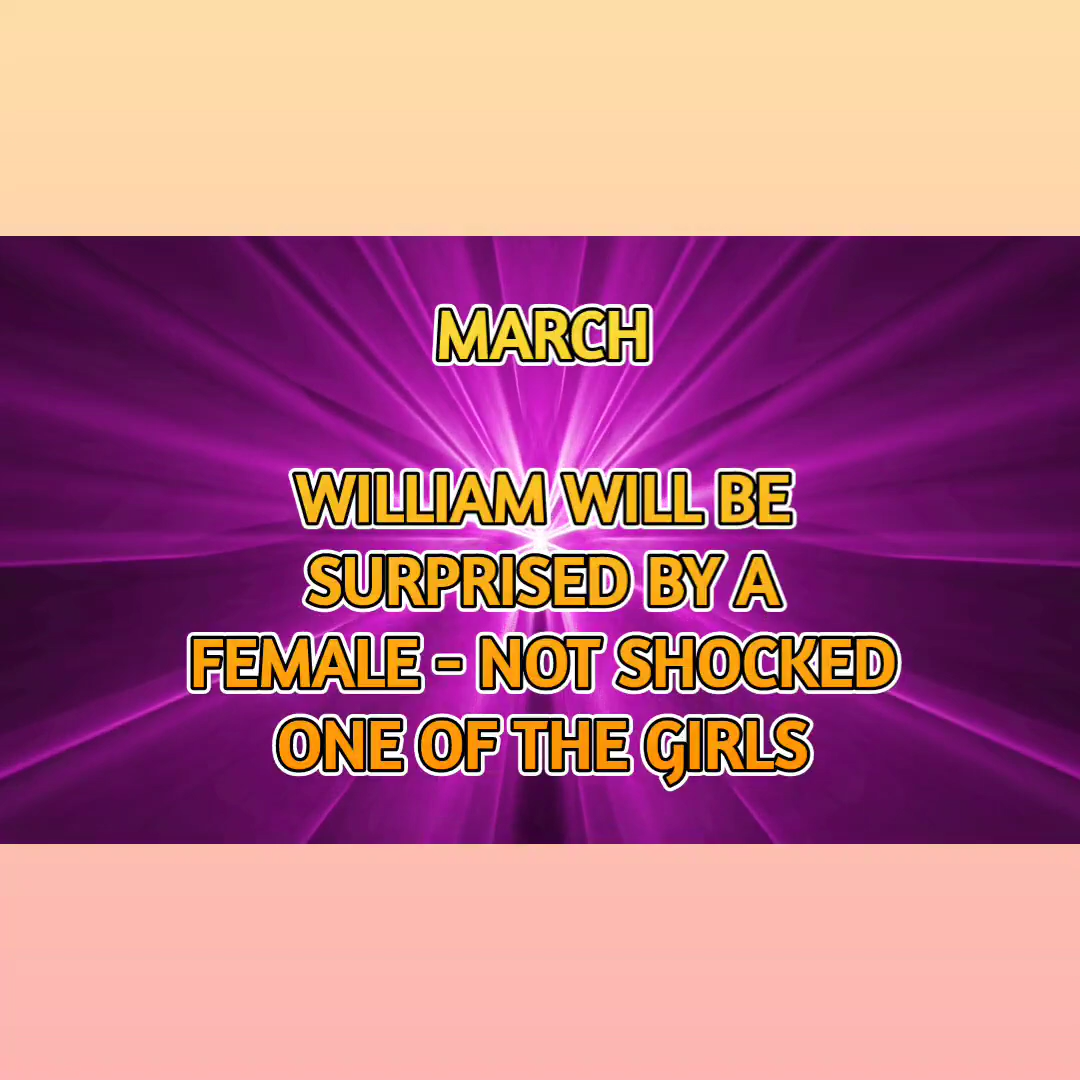 MARCH
WILLIAM WILL BE
SURPRISED BY A
FEMALE - NOT SHOCKED
ONE OF THE GIRLS